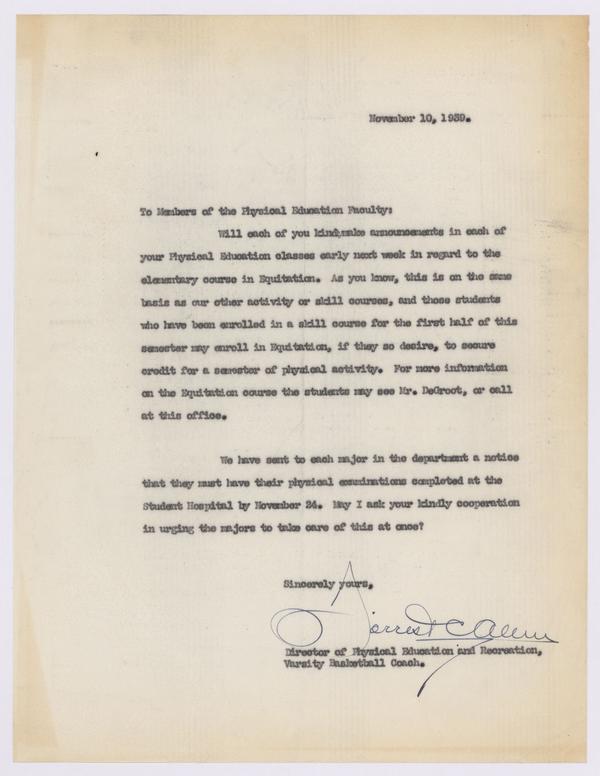 November 10, 1939.
To Members of the Physical Education Faculty:
Will each of you kindymake announcements in each of
your Physical Education classes early next week in regard to the
elementary course in Equitation. As you know, this is on the same
basis as our other activity or skill courses, and those students
who have been enrolled in a skill course for the first half of this
semester may enroll in Equitation, if they so desire, to secure
credit for a semester of physical activity. For more information
on the Equitation course the students may see Mr. DeGroot, or call
at this office.
We have sent to each major in the department a notice
that they must have their physical examinations completed at the
Student Hospital by November 24. May I ask your kindly cooperation
in urging the majors to take care of this at once?
Sincerely yours,
Forrest C Allen
Director of Physical Education and Recreation,
Varsity Basketball Coach.